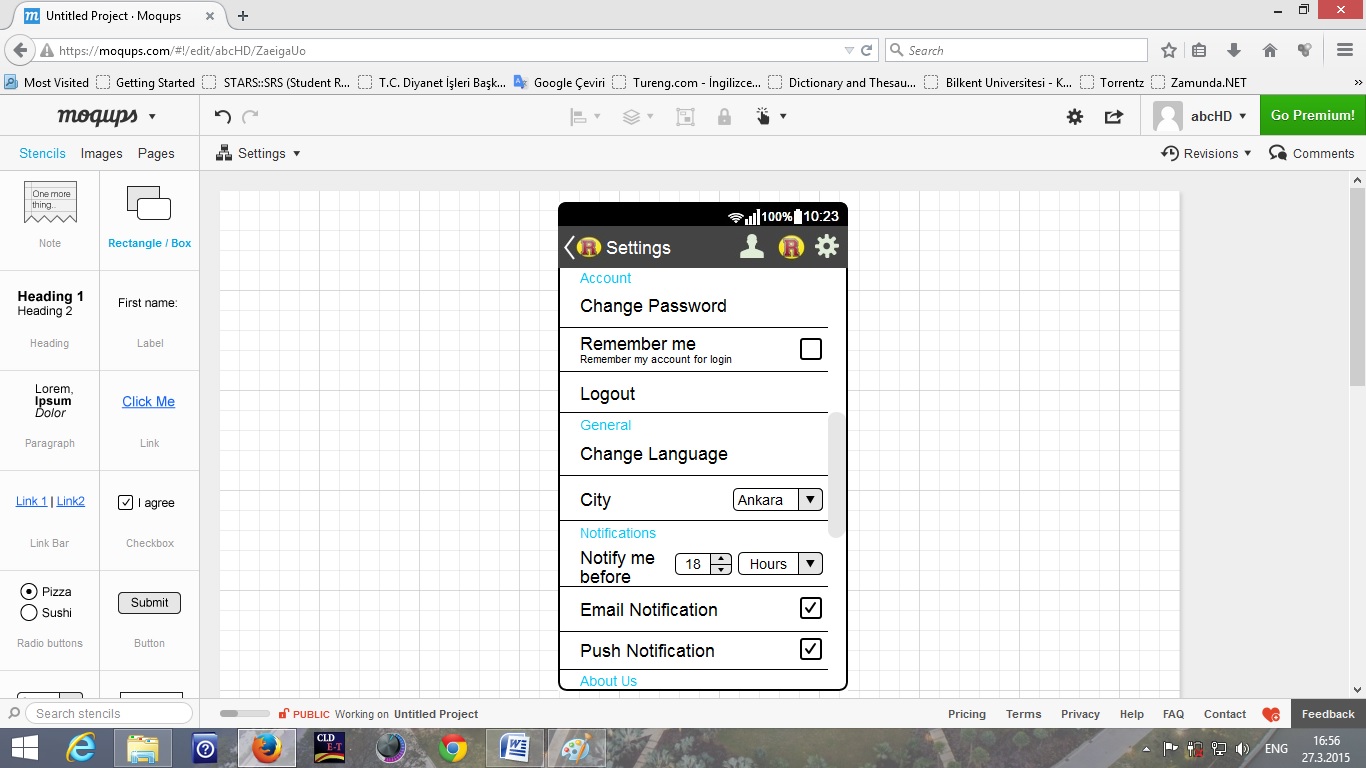 Untitled Project · Moqups
https://moqups.com/#!/edit/abcHD/ZaeigaUo
Search
Most Visited Getting Started STARS::SRS (Student R... T.C. Diyanet İşleri Başk... Google Çeviri Tureng.com - İngilizce... Dictionary and Thesau... Bilkent Universitesi - K... Torrentz Zamunda.NET »
moqups abcHD Go Premium!
Stencils Images Pages Settings Revisions Comments
One more
thing..
Note
Rectangle / Box
Heading 1
Heading 2
Heading
First name:
Label
Lorem,
Ipsum
Dolor
Paragraph
Click Me
Link
Link 1 | Link2
Link Bar
I agree
Checkbox
Pizza
Sushi
Radio buttons
Submit
Button
Search stencils
100% 10:23
R Settings R
Account
Change Password
Remember me
Remember my account for login
Logout
General
Change Language
City Ankara
Notifications
Notify me
before
18 Hours
Email Notification
Push Notification
About Us
PUBLIC Working on Untitled Project
Pricing Terms Privacy Help FAQ Contact Feedback
CLD
E-T
ENG
16:56
27.3.2015